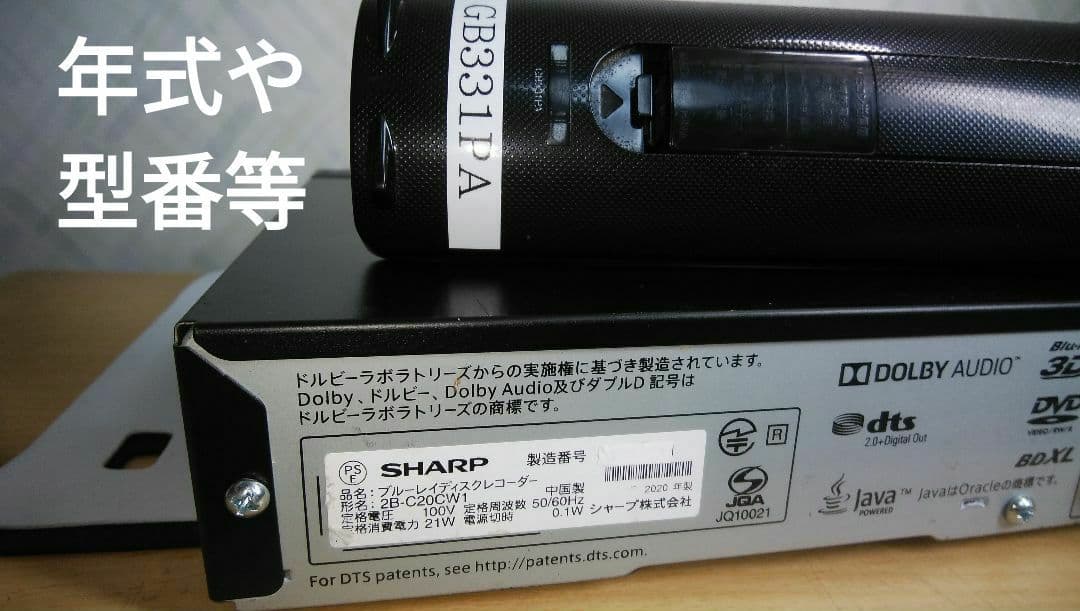 年式や
型番等
GB331PA
ドルビーラボラトリーズからの実施権に基づき製造されています。
Dolby、ドルビー、Dolby Audio及びダブルD 記号は
ドルビーラボラトリーズの商標です。
DOLBY AUDIO™
3D
dts
2.0+Digital Out
DVD
BDXL
R
PS
E
SHARP 製造番号
品名:ブルーレイディスクレコーダー
形名:2B-C20CW1 中国製 2020 年製
定格電圧 100V 定格周波数 50/60Hz
定格消費電力 21W 電源切時 0.1W シャープ株式会社
JQA
JQ10021
Java™ JavaはOracleの商標です。
POWERED
For DTS patents, see http://patents.dts.com.